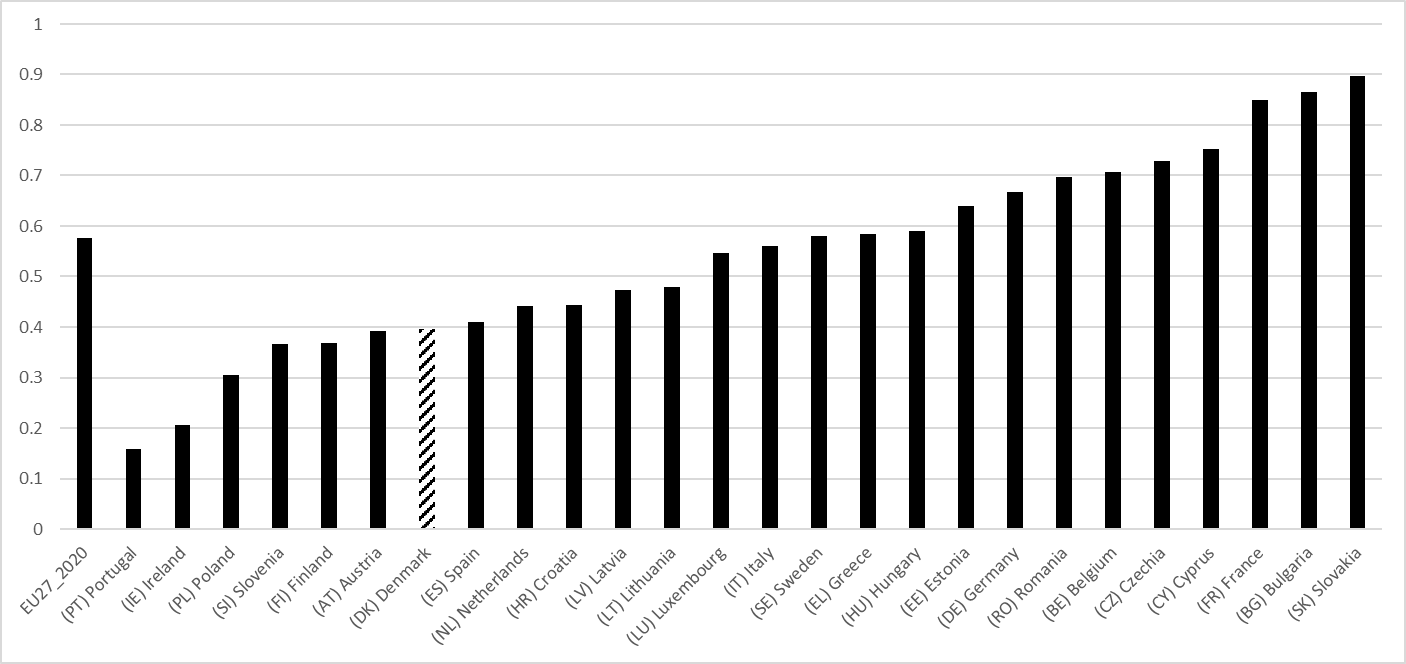 1
0.9
0.8
0.7
0.6
0.5
0.4
0.3
0.2
0.1
0
EU27_2020
(PT) Portugal
(IE) Ireland
(PL) Poland
(SI) Slovenia
(FI) Finland
(AT) Austria
(DK) Denmark
(ES) Spain
(NL) Netherlands
(HR) Croatia
(LV) Latvia
(LT) Lithuania
(LU) Luxembourg
(IT) Italy
(SE) Sweden
(EL) Greece
(HU) Hungary
(EE) Estonia
(DE) Germany
(RO) Romania
(BE) Belgium
(CZ) Czechia
(CY) Cyprus
(FR) France
(BG) Bulgaria
(SK) Slovakia